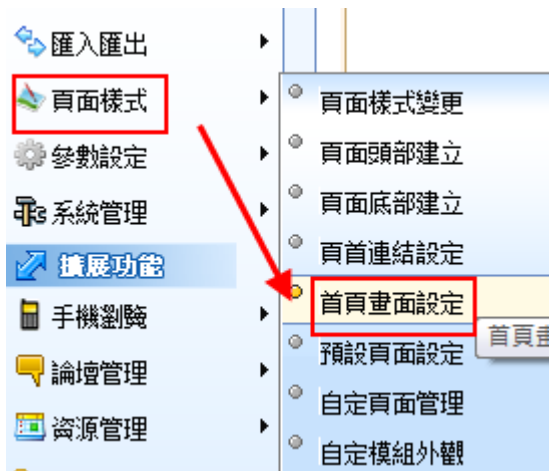 匯入匯出
頁面樣式
參數設定
系統管理
擴展功能
手機瀏覽
論壇管理
資源管理
頁面樣式變更
頁面頭部建立
頁面底部建立
頁首連結設定
首頁畫面設定
預設頁面設定
自定頁面管理
自定模組外觀
首頁畫